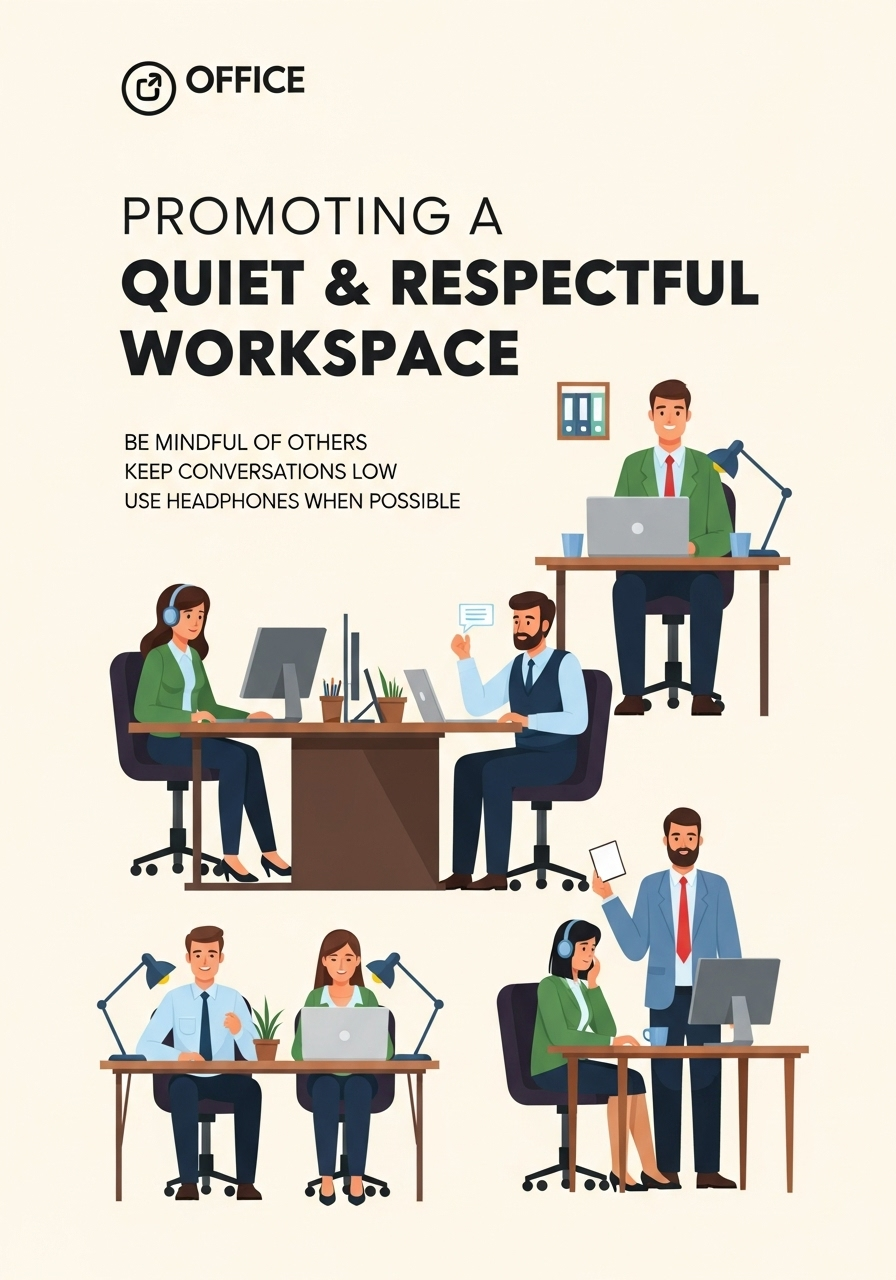 OFFICE
PROMOTING A
QUIET & RESPECTFUL
WORKSPACE
BE MINDFUL OF OTHERS
KEEP CONVERSATIONS LOW
USE HEADPHONES WHEN POSSIBLE